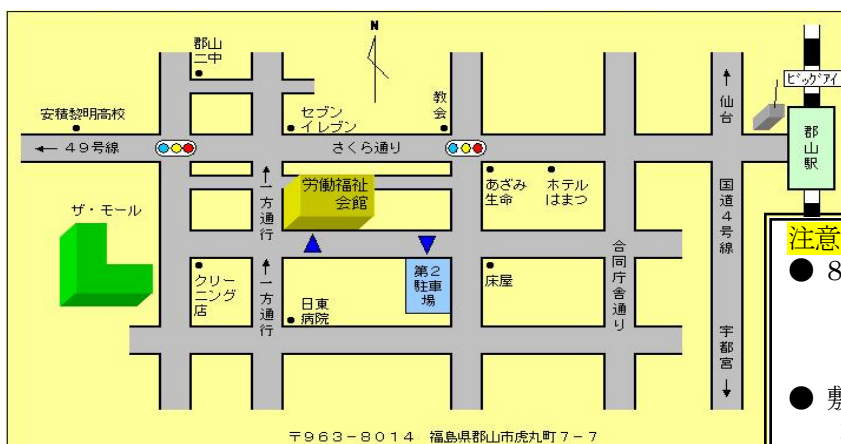 N
郡山
二中
安積黎明高校
セブン
イレブン
教
会
ビッグアイ
↑
仙
台
郡
山
駅
← 49号線
さくら通り
労働福祉
会館
あざみ
生命
ホテル
はまつ
ザ・モール
↑
一
方
通
行
国
道
4
号
線
注意
● 8
クリー
ニング
店
↑
一
方
通
行
日東
病院
第2
駐車
場
床屋
合
同
庁
舎
通
り
宇
都
宮
↓
● 敷
〒963-8014 福島県郡山市虎丸町7-7